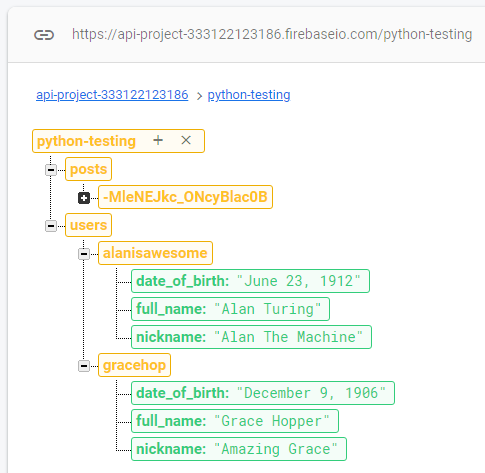 https://api-project-333122123186.firebaseio.com/python-testing
api-project-333122123186 > python-testing
python-testing + ×
posts
-MleNEJkc_ONcyBlac0B
users
alanisawesome
date_of_birth: "June 23, 1912"
full_name: "Alan Turing"
nickname: "Alan The Machine"
gracehop
date_of_birth: "December 9, 1906"
full_name: "Grace Hopper"
nickname: "Amazing Grace"